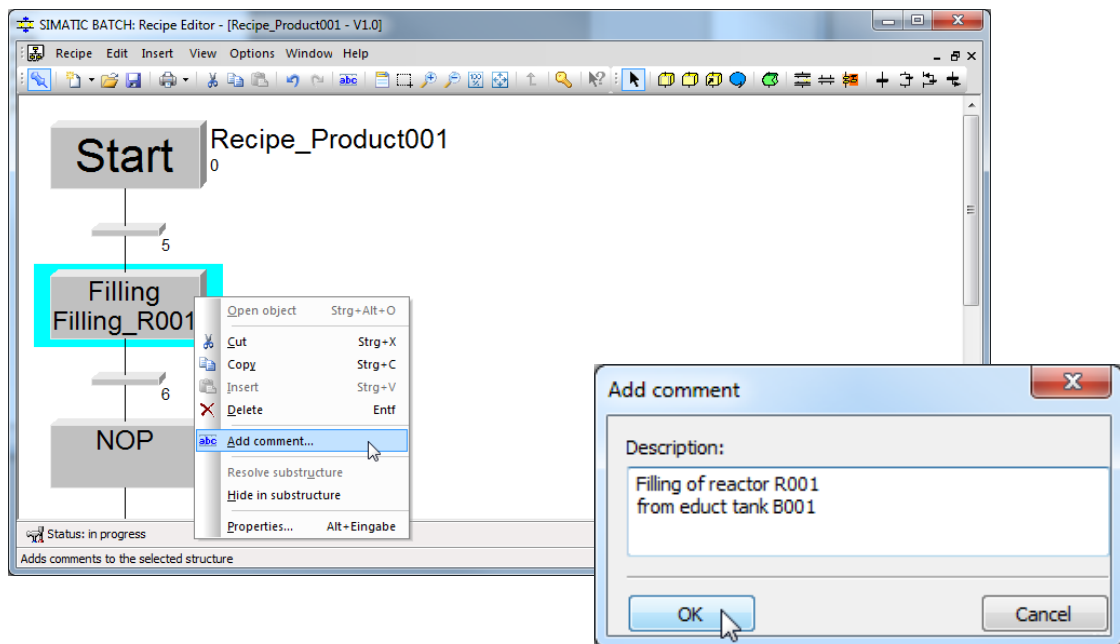 SIMATIC BATCH: Recipe Editor - [Recipe_Product001 - V1.0]
Recipe Edit Insert View Options Window Help
abc
100%
Start
Recipe_Product001
0
5
Filling
Filling_R001
6
NOP
Open object Strg+Alt+O
Cut Strg+X
Copy Strg+C
Insert Strg+V
Delete Entf
abc Add comment...
Resolve substructure
Hide in substructure
Properties... Alt+Eingabe
Status: in progress
Adds comments to the selected structure
Add comment
Description:
Filling of reactor R001
from educt tank B001
OK Cancel